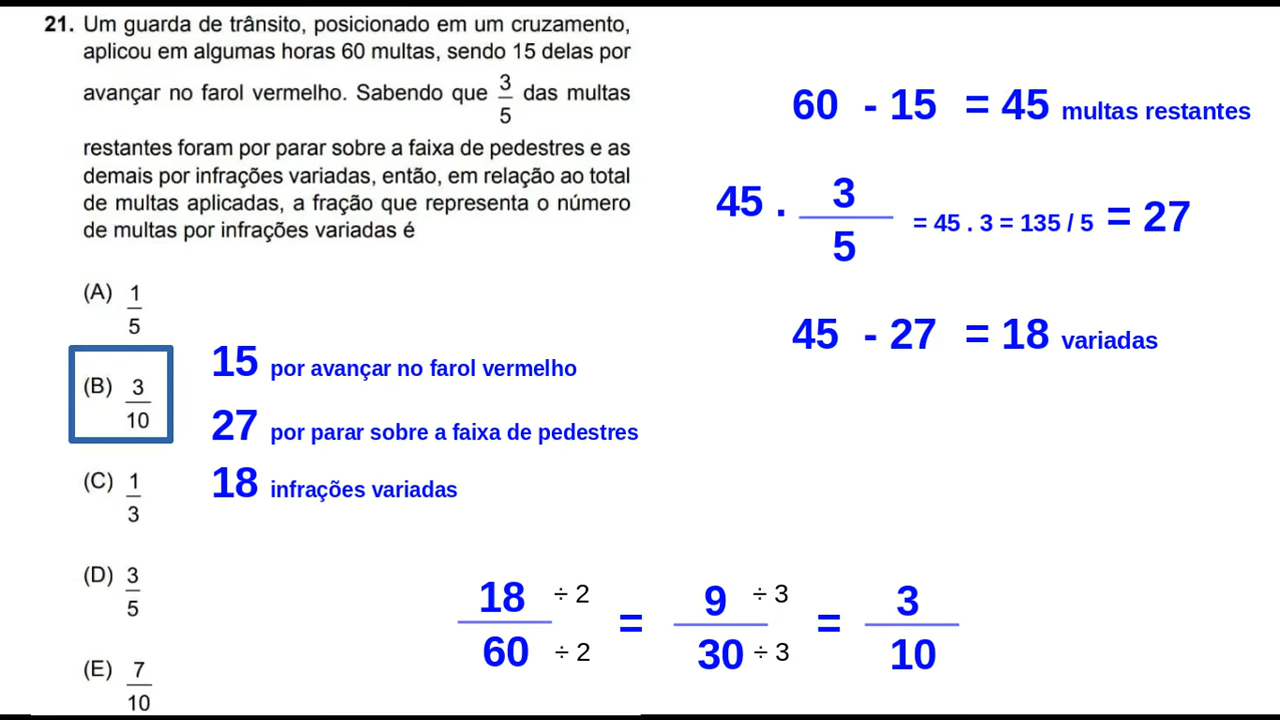 21. Um guarda de trânsito, posicionado em um cruzamento,
aplicou em algumas horas 60 multas, sendo 15 delas por
avançar no farol vermelho. Sabendo que 3/5 das multas
restantes foram por parar sobre a faixa de pedestres e as
demais por infrações variadas, então, em relação ao total
de multas aplicadas, a fração que representa o número
de multas por infrações variadas é
(A) 1/5
(B) 3/10
(C) 1/3
(D) 3/5
(E) 7/10
60 - 15 = 45 multas restantes
45 . 3/5 = 45 . 3 = 135 / 5 = 27
45 - 27 = 18 variadas
15 por avançar no farol vermelho
27 por parar sobre a faixa de pedestres
18 infrações variadas
18 ÷ 2 / 60 ÷ 2 = 9 ÷ 3 / 30 ÷ 3 = 3/10